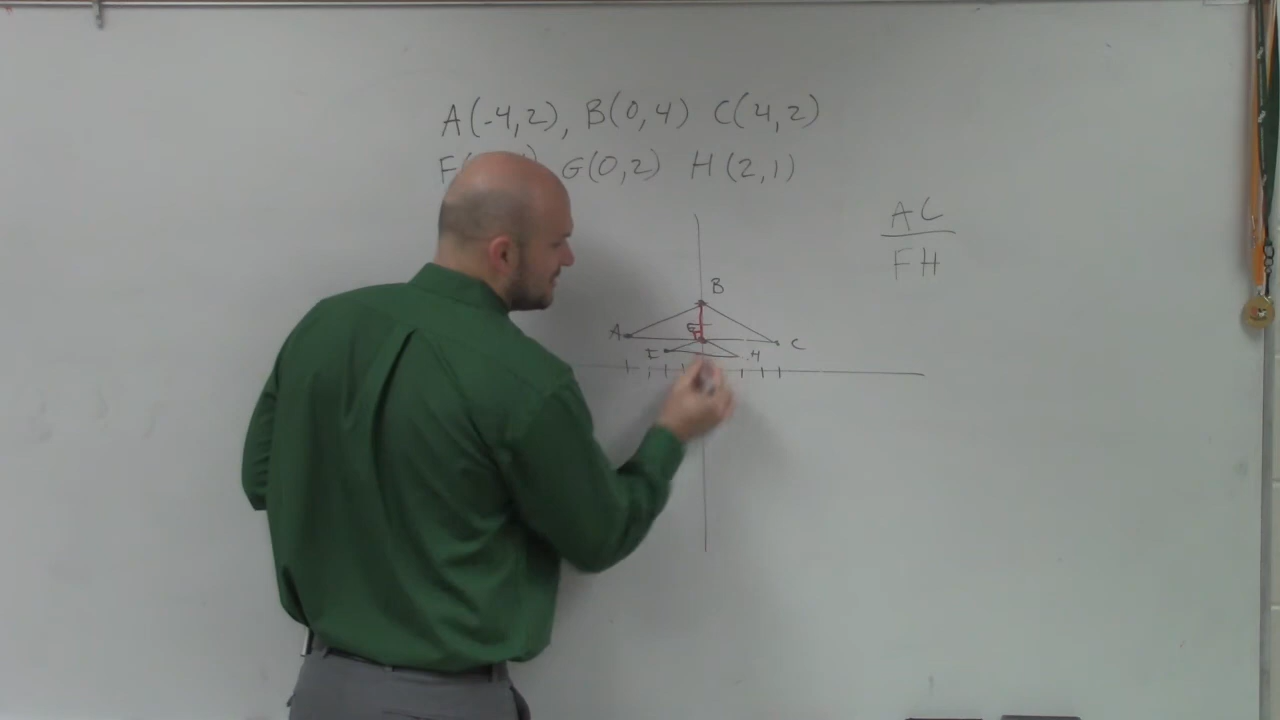 A(-4,2), B(0,4) C(4,2)
F( G(0,2) H(2,1)
AC
FH
B
A
C
F
H